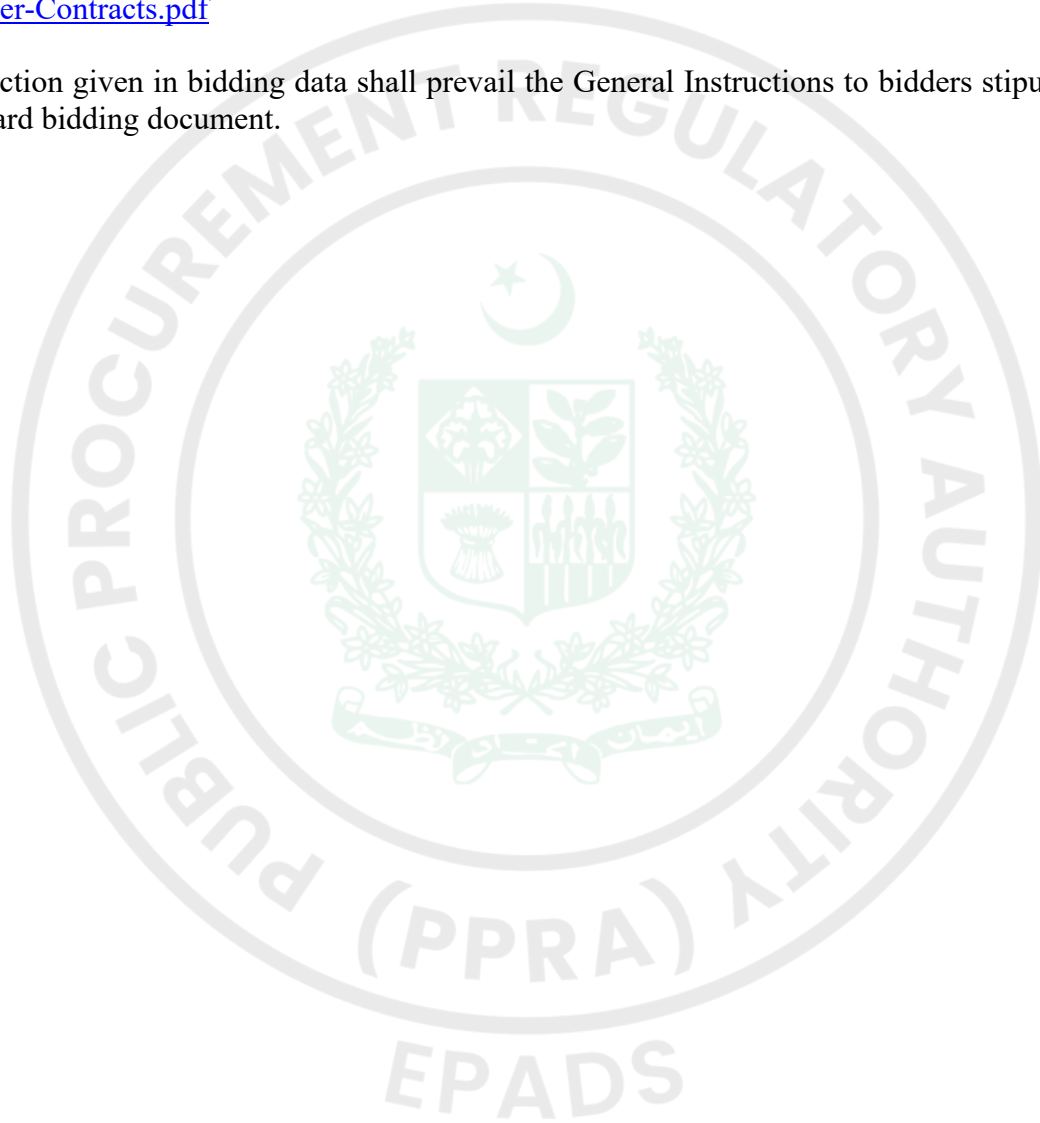 er-Contracts.pdf
ction given in bidding data shall prevail the General Instructions to bidders stipu
ard bidding document.
PUBLIC PROCUREMENT REGULATORY AUTHORITY
(PPRA)
EPADS